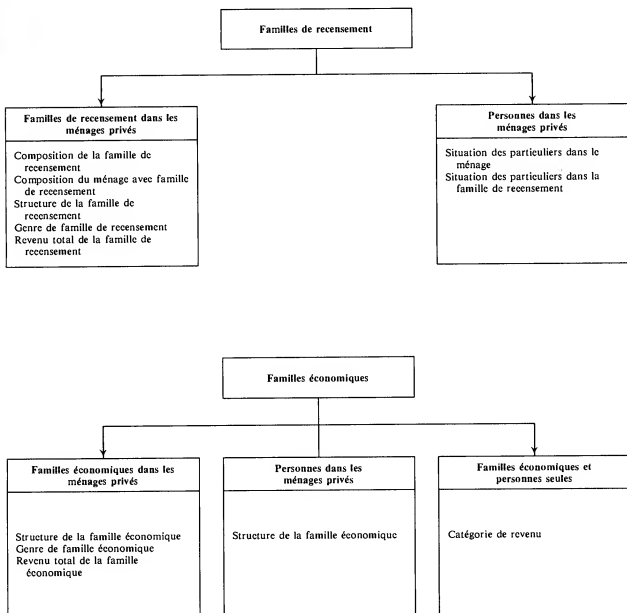 Familles de recensement
Familles de recensement dans les
ménages privés
Composition de la famille de
recensement
Composition du ménage avec famille
de recensement
Structure de la famille de
recensement
Genre de famille de recensement
Revenu total de la famille de
recensement
Personnes dans les
ménages privés
Situation des particuliers dans le
ménage
Situation des particuliers dans la
famille de recensement
Familles économiques
Familles économiques dans les
ménages privés
Structure de la famille économique
Genre de famille économique
Revenu total de la famille
économique
Personnes dans les
ménages privés
Structure de la famille économique
Familles économiques et
personnes seules
Catégorie de revenu